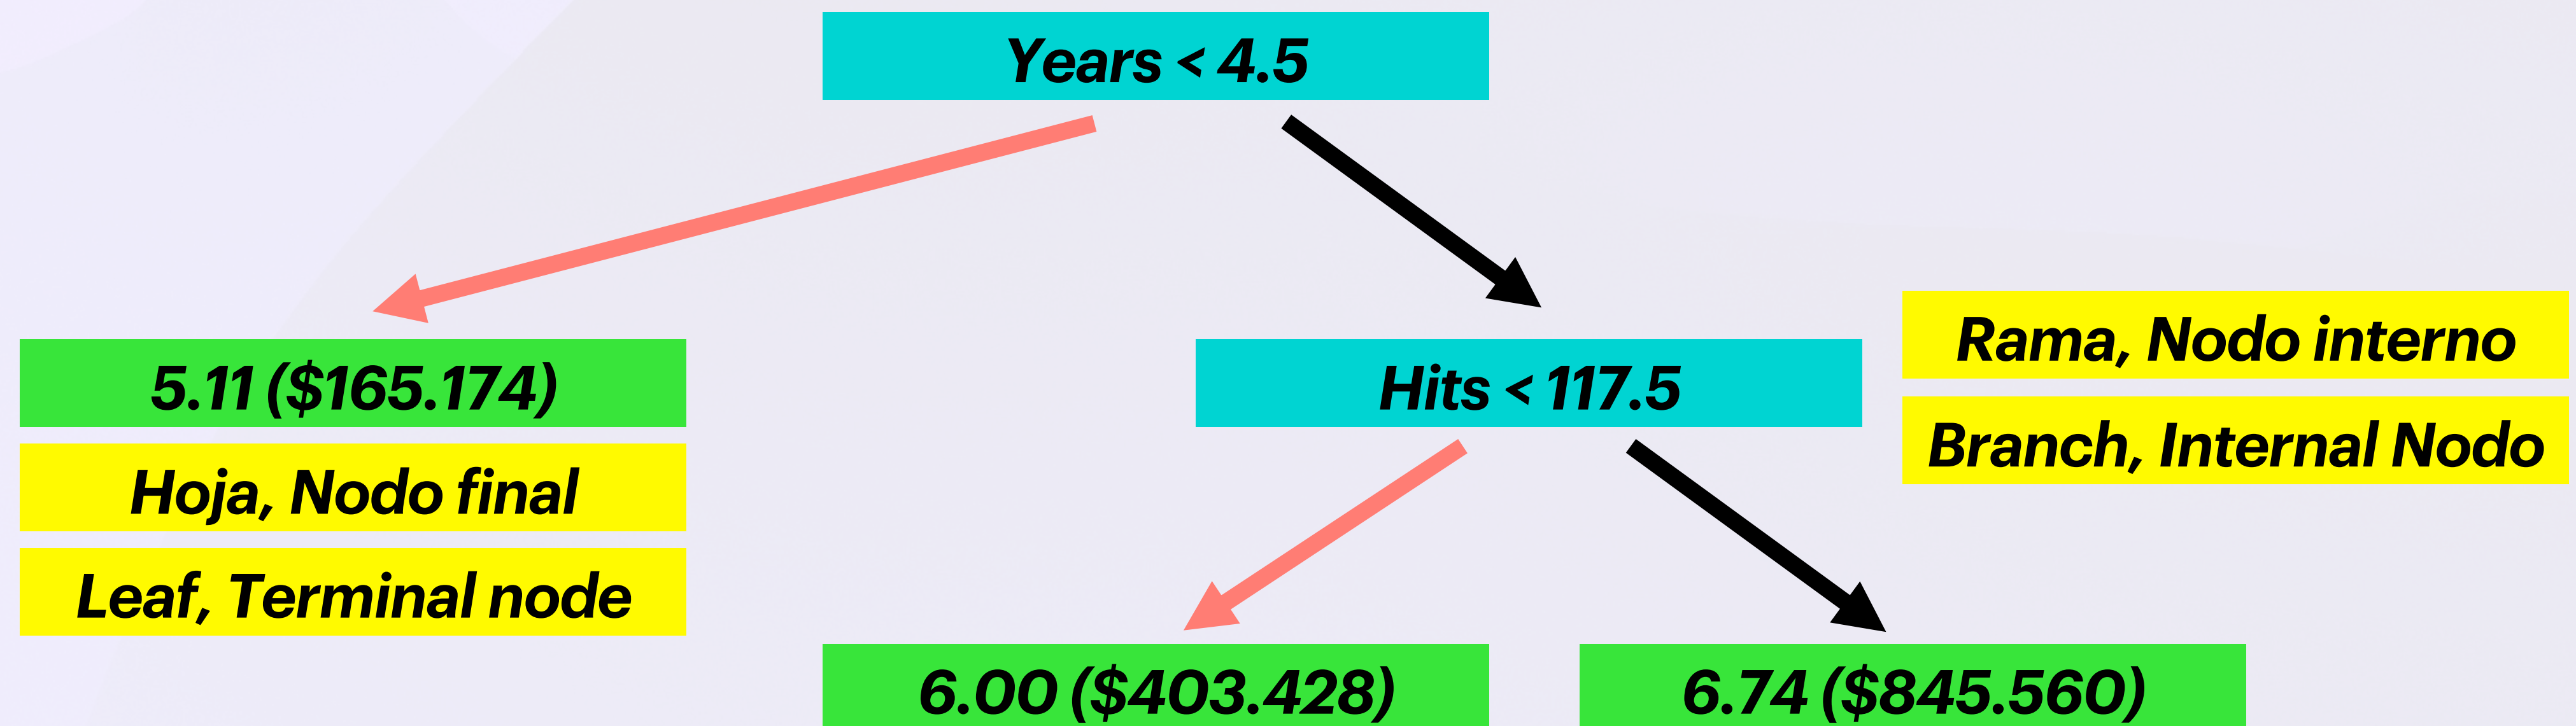 Years < 4.5
5.11 ($165.174)
Hoja, Nodo final
Leaf, Terminal node
Hits < 117.5
Rama, Nodo interno
Branch, Internal Nodo
6.00 ($403.428)
6.74 ($845.560)